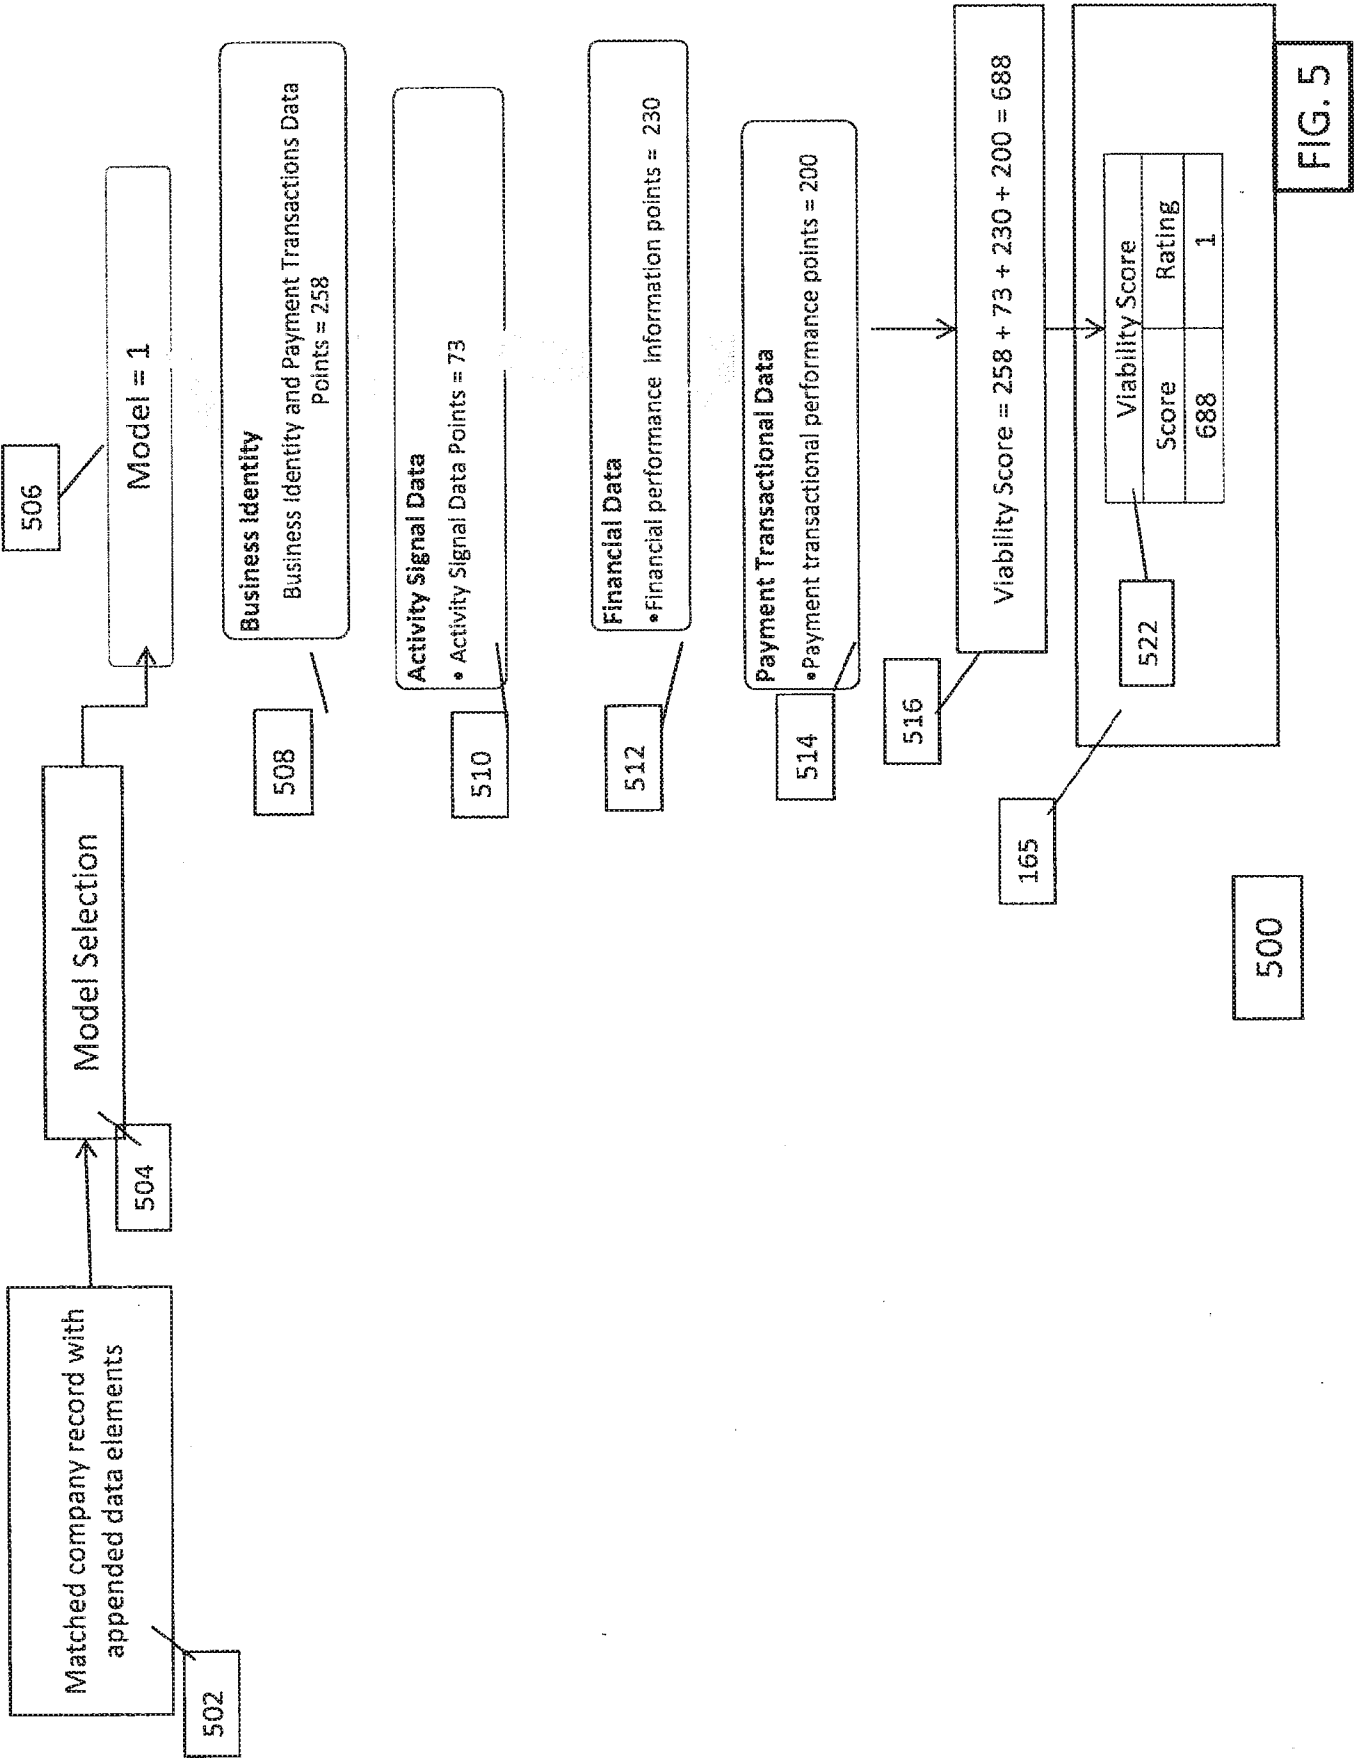 Matched company record with
appended data elements
502
504
Model Selection
506
Model = 1
508
Business Identity
Business Identity and Payment Transactions Data
Points = 258
510
Activity Signal Data
• Activity Signal Data Points = 73
512
Financial Data
• Financial performance information points = 230
514
Payment Transactional Data
• Payment transactional performance points = 200
516
Viability Score = 258 + 73 + 230 + 200 = 688
165
522
Viability Score
Score Rating
688 1
500
FIG. 5